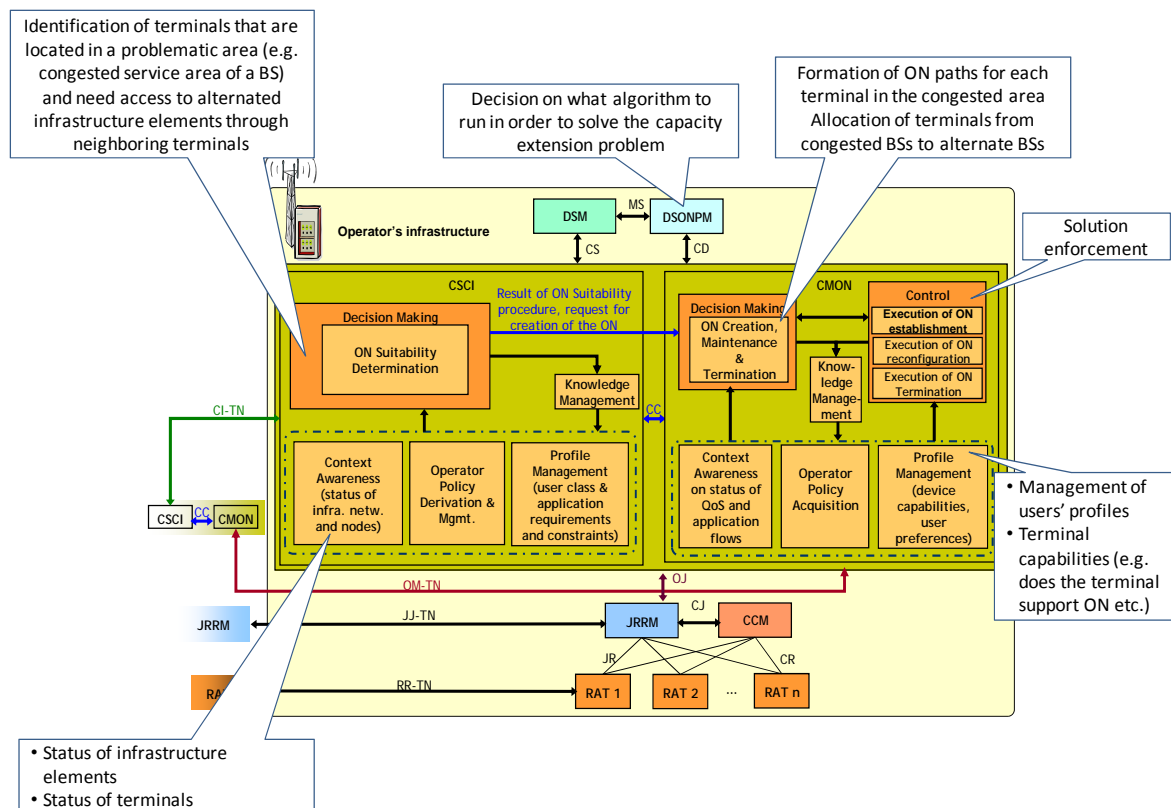 Identification of terminals that are
located in a problematic area (e.g.
congested service area of a BS)
and need access to alternated
infrastructure elements through
neighboring terminals
Decision on what algorithm to
run in order to solve the capacity
extension problem
Formation of ON paths for each
terminal in the congested area
Allocation of terminals from
congested BSs to alternate BSs
Solution
enforcement
Operator's infrastructure
DSM
MS
DSONPM
CS
CD
CSCI
CMON
Result of ON Suitability
procedure, request for
creation of the ON
Decision Making
ON Suitability
Determination
Knowledge
Management
Decision Making
ON Creation,
Maintenance
&
Termination
Control
Execution of ON
establishment
Execution of ON
reconfiguration
Execution of ON
Termination
Know-
ledge
Manage-
ment
CI-TN
CC
Context
Awareness
(status of
infra. netw.
and nodes)
Operator
Policy
Derivation &
Mgmt.
Profile
Management
(user class &
application
requirements
and constraints)
Context
Awareness
on status of
QoS and
application
flows
Operator
Policy
Acquisition
Profile
Management
(device
capabilities,
user
preferences)
• Management of
users' profiles
• Terminal
capabilities (e.g.
does the terminal
support ON etc.)
CSCI
CC
CMON
OM-TN
OJ
JRRM
JJ-TN
JRRM
CJ
CCM
JR
CR
RR-TN
RAT 1
RAT 2
...
RAT n
• Status of infrastructure
elements
• Status of terminals